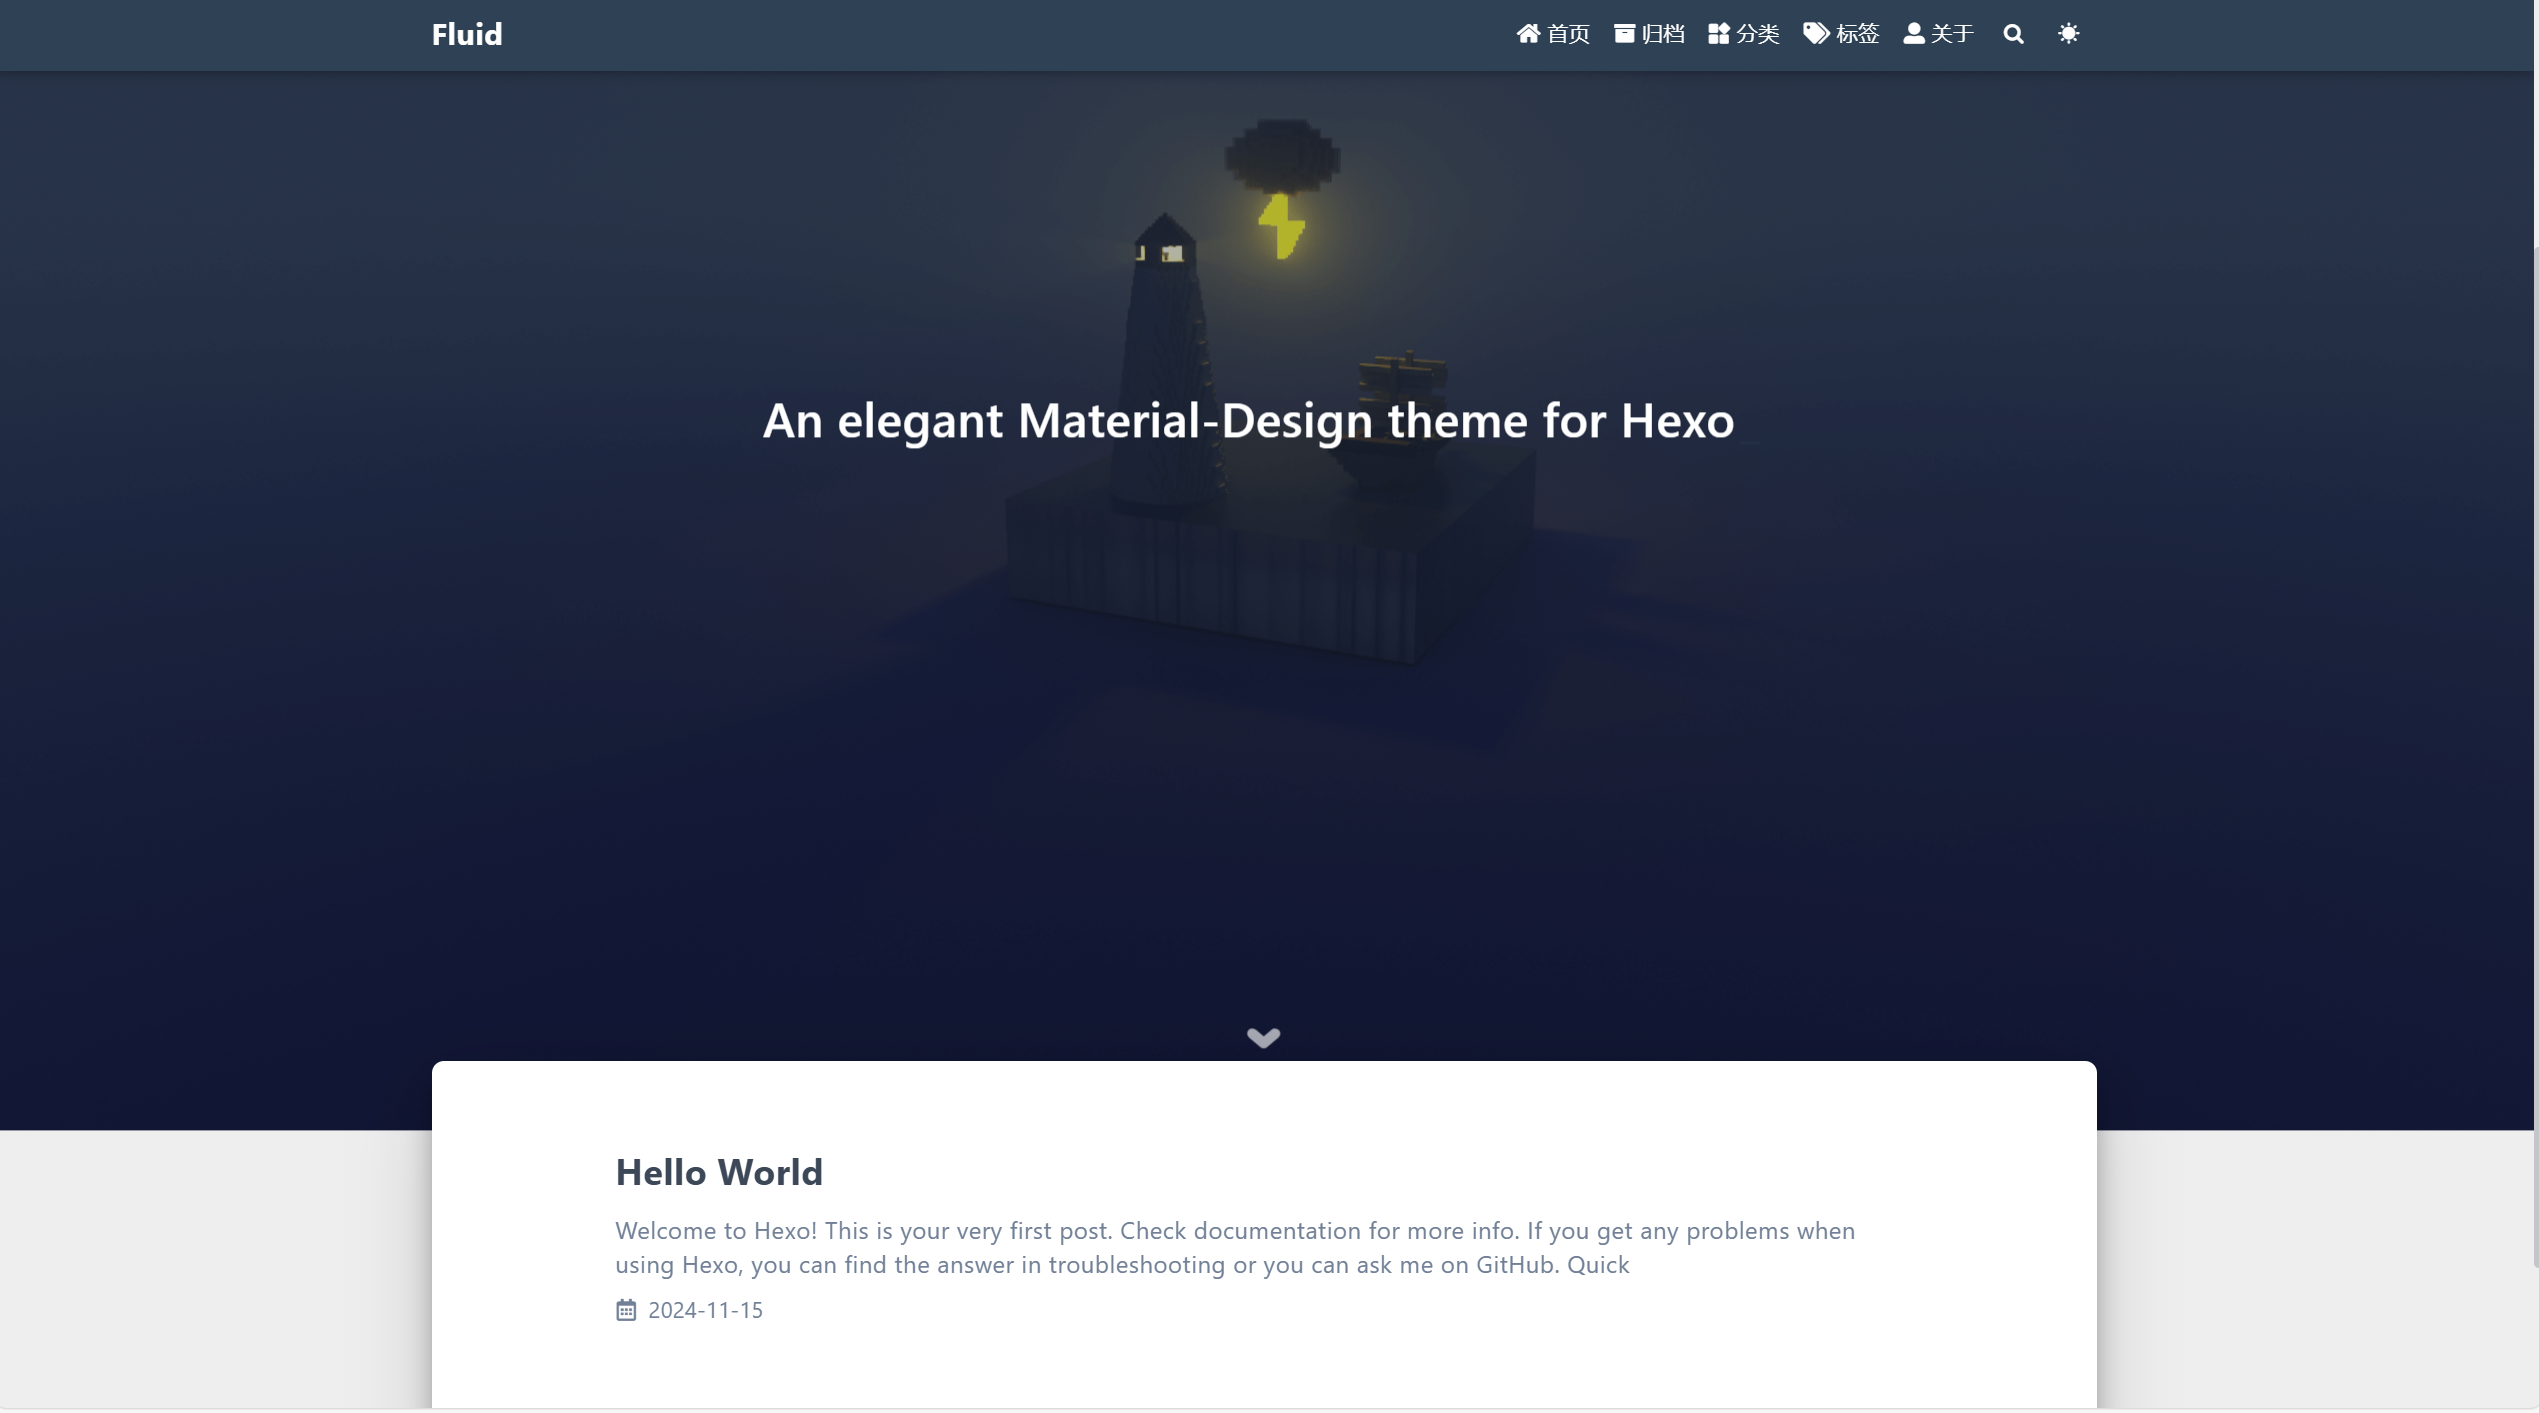 Fluid
首页 归档 分类 标签 关于
An elegant Material-Design theme for Hexo
Hello World
Welcome to Hexo! This is your very first post. Check documentation for more info. If you get any problems when
using Hexo, you can find the answer in troubleshooting or you can ask me on GitHub. Quick
2024-11-15